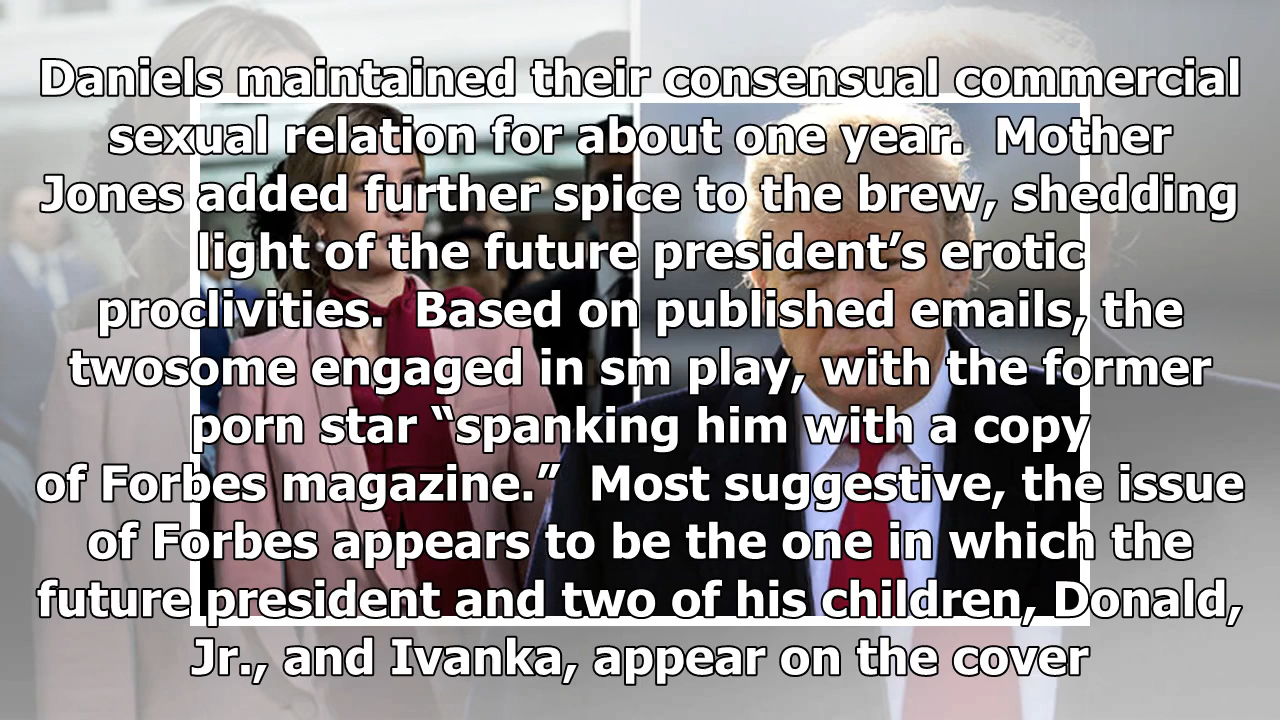 Daniels maintained their consensual commercial
sexual relation for about one year.  Mother
Jones added further spice to the brew, shedding
light of the future president’s erotic
proclivities.  Based on published emails, the
twosome engaged in sm play, with the former
porn star “spanking him with a copy
of Forbes magazine.”  Most suggestive, the issue
of Forbes appears to be the one in which the
future president and two of his children, Donald,
Jr., and Ivanka, appear on the cover